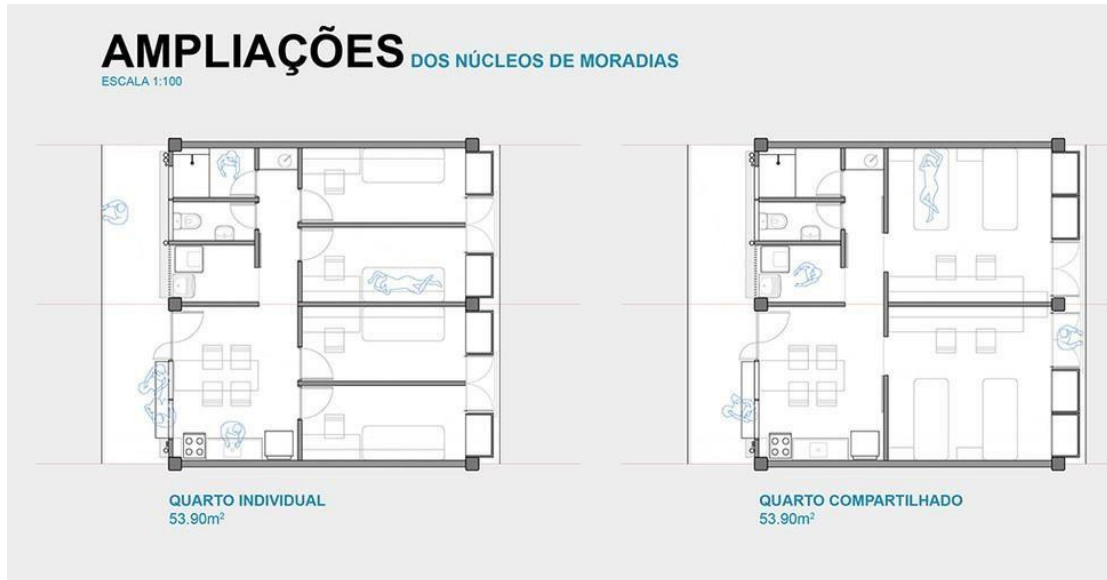 AMPLIAÇÕES DOS NÚCLEOS DE MORADIAS
ESCALA 1:100
QUARTO INDIVIDUAL
53.90m²
QUARTO COMPARTILHADO
53.90m²